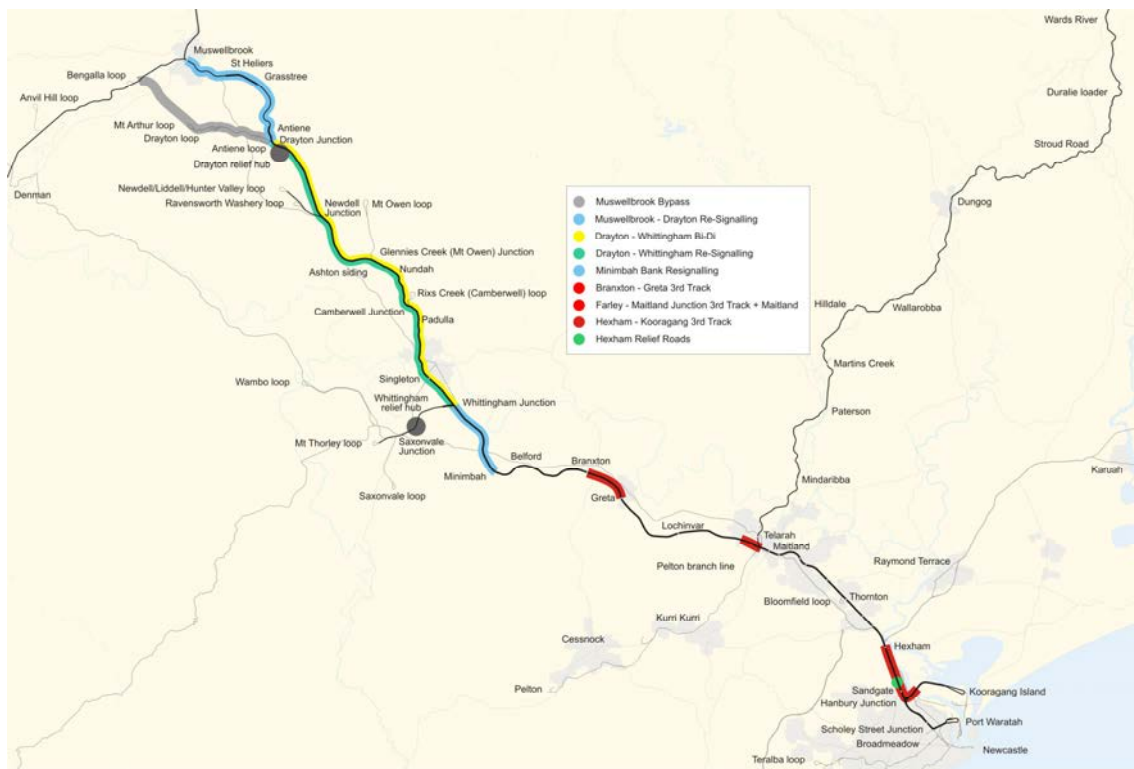 Wards River
Muswellbrook
St Heliers
Grasstree
Bengalla loop
Duralie loader
Anvil Hill loop
Mt Arthur loop
Antiene
Drayton loop
Drayton Junction
Antiene loop
Stroud Road
Drayton relief hub
Denman
Newdell/Liddell/Hunter Valley loop
Ravensworth Washery loop
Newdell
Junction
Mt Owen loop
Dungog
Muswellbrook Bypass
Muswellbrook - Drayton Re-Signalling
Drayton - Whittingham Bi-Di
Drayton - Whittingham Re-Signalling
Minimbah Bank Resignalling
Branxton - Greta 3rd Track
Farley - Maitland Junction 3rd Track + Maitland
Hexham - Kooragang 3rd Track
Hexham Relief Roads
Glennies Creek (Mt Owen) Junction
Ashton siding
Nundah
Rixs Creek (Camberwell) loop
Camberwell Junction
Padulla
Hilldale
Wallarobba
Martins Creek
Wambo loop
Singleton
Whittingham
relief hub
Whittingham Junction
Paterson
Mt Thorley loop
Saxonvale
Junction
Belford
Branxton
Minimbah
Mindaribba
Karuah
Saxonvale loop
Greta
Lochinvar
Telarah
Maitland
Pelton branch line
Raymond Terrace
Bloomfield loop
Thornton
Kurri Kurri
Cessnock
Hexham
Pelton
Sandgate
Kooragang Island
Hanbury Junction
Port Waratah
Scholey Street Junction
Broadmeadow
Newcastle
Teralba loop